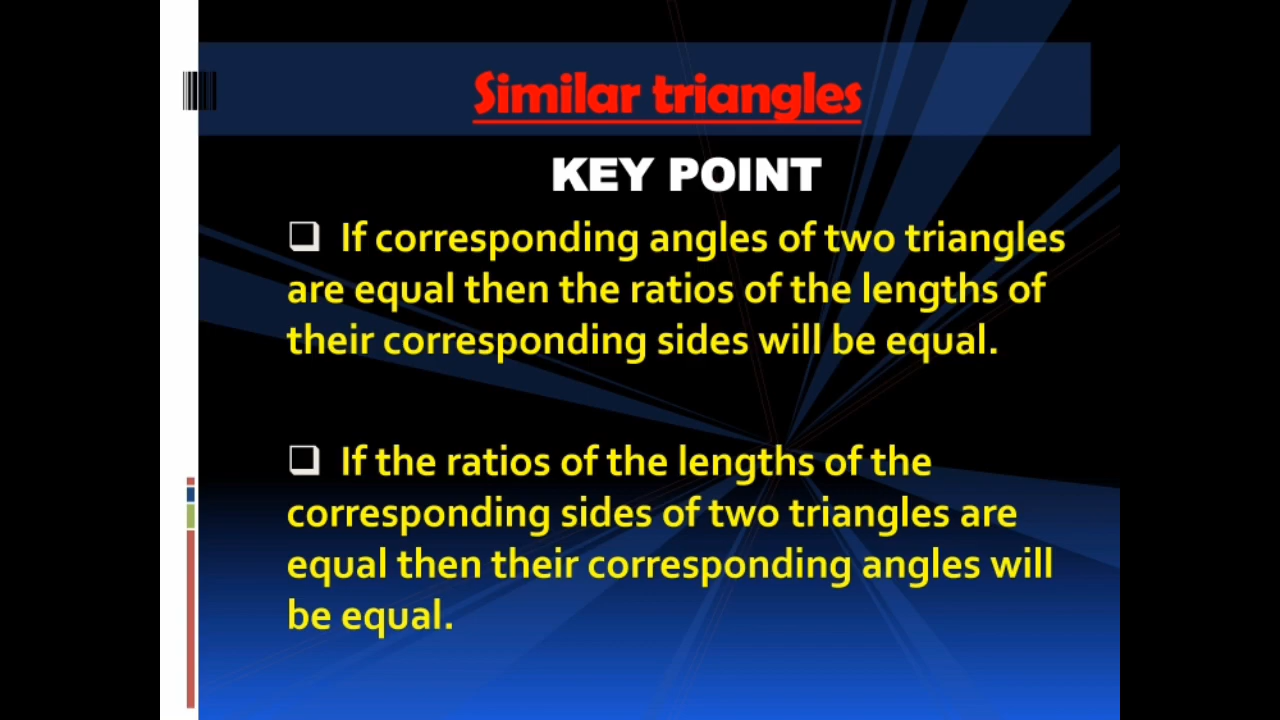 Similar triangles
KEY POINT
❑ If corresponding angles of two triangles
are equal then the ratios of the lengths of
their corresponding sides will be equal.
❑ If the ratios of the lengths of the
corresponding sides of two triangles are
equal then their corresponding angles will
be equal.